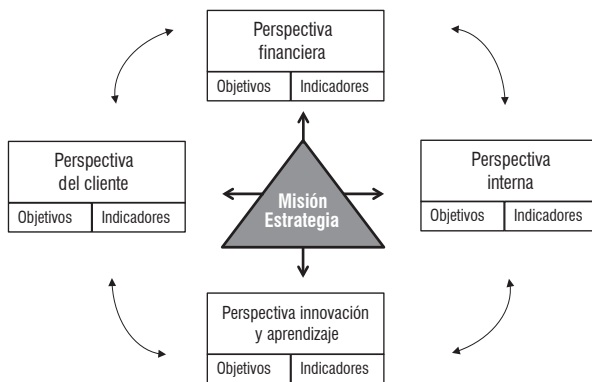 Perspectiva
financiera
Objetivos
Indicadores
Perspectiva
del cliente
Objetivos
Indicadores
Misión
Estrategia
Perspectiva
interna
Objetivos
Indicadores
Perspectiva innovación
y aprendizaje
Objetivos
Indicadores